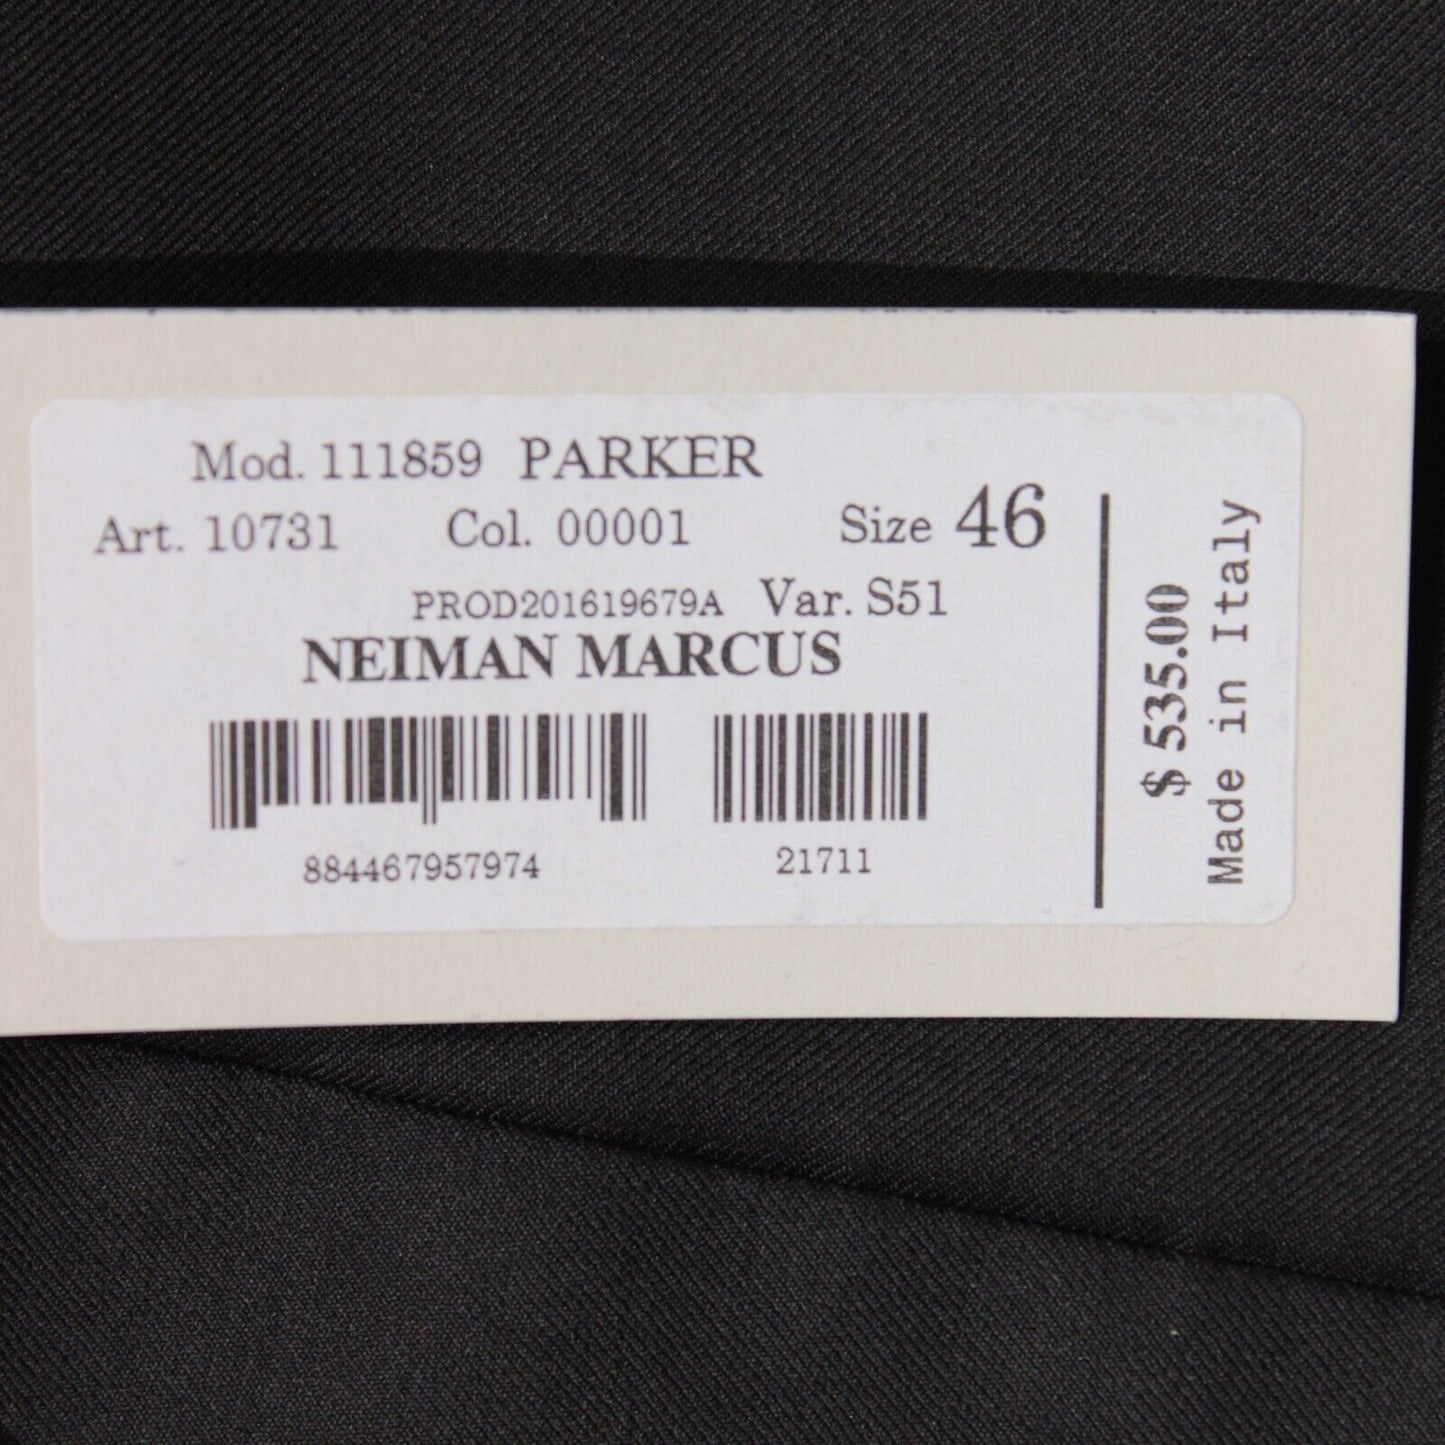 Mod. 111859 PARKER
Art. 10731 Col. 00001 Size 46
PROD201619679A Var. S51
NEIMAN MARCUS
884467957974 21711
$ 535.00
Made in Italy